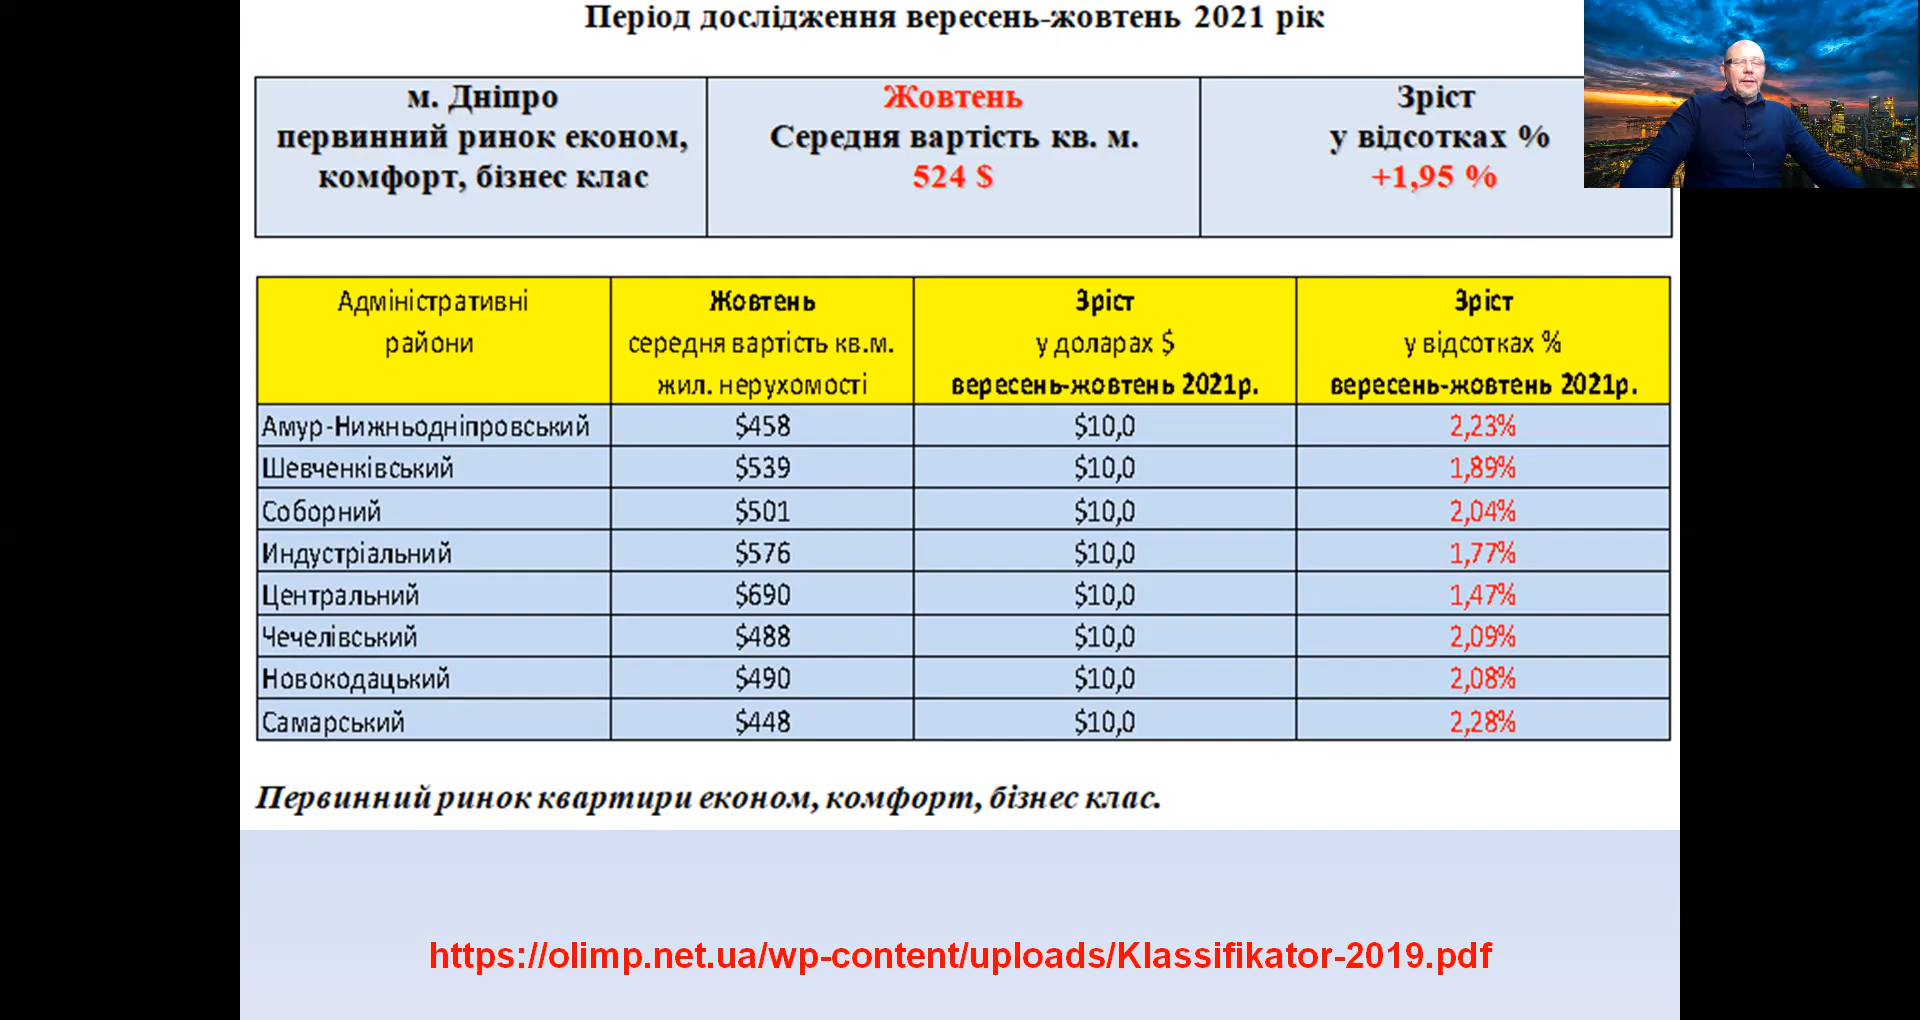 Період дослідження вересень-жовтень 2021 рік
м. Дніпро
первинний ринок економ,
комфорт, бізнес клас
Жовтень
Середня вартість кв. м.
524 $
Зріст
у відсотках %
+1,95 %
Адміністративні
райони
Жовтень
середня вартість кв.м.
жил. нерухомості
Зріст
у доларах $
вересень-жовтень 2021р.
Зріст
у відсотках %
вересень-жовтень 2021р.
Амур-Нижньодніпровський $458 $10,0 2,23%
Шевченківський $539 $10,0 1,89%
Соборний $501 $10,0 2,04%
Индустріальний $576 $10,0 1,77%
Центральний $690 $10,0 1,47%
Чечелівський $488 $10,0 2,09%
Новокодацький $490 $10,0 2,08%
Самарський $448 $10,0 2,28%
Первинний ринок квартири економ, комфорт, бізнес клас.
https://olimp.net.ua/wp-content/uploads/Klassifikator-2019.pdf